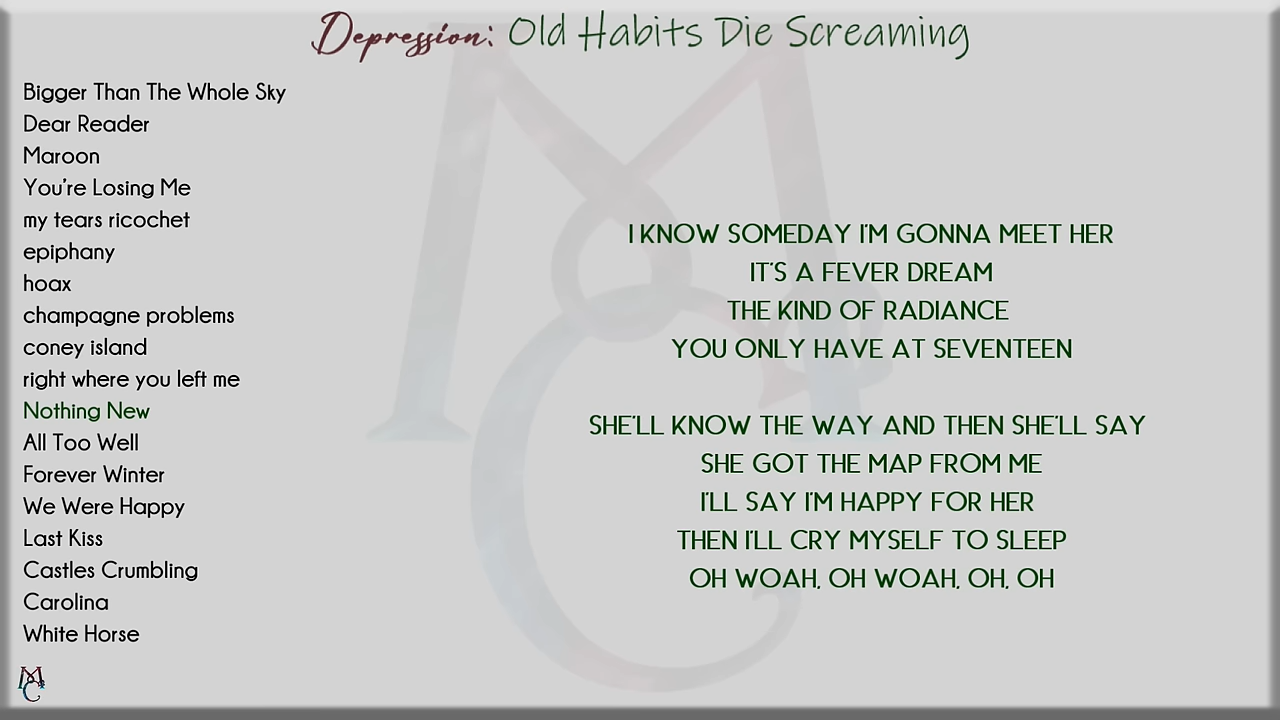 Depression: Old Habits Die Screaming
Bigger Than The Whole Sky
Dear Reader
Maroon
You're Losing Me
my tears ricochet
epiphany
hoax
champagne problems
coney island
right where you left me
Nothing New
All Too Well
Forever Winter
We Were Happy
Last Kiss
Castles Crumbling
Carolina
White Horse
I KNOW SOMEDAY I'M GONNA MEET HER
IT'S A FEVER DREAM
THE KIND OF RADIANCE
YOU ONLY HAVE AT SEVENTEEN
SHE'LL KNOW THE WAY AND THEN SHE'LL SAY
SHE GOT THE MAP FROM ME
I'LL SAY I'M HAPPY FOR HER
THEN I'LL CRY MYSELF TO SLEEP
OH WOAH, OH WOAH, OH, OH